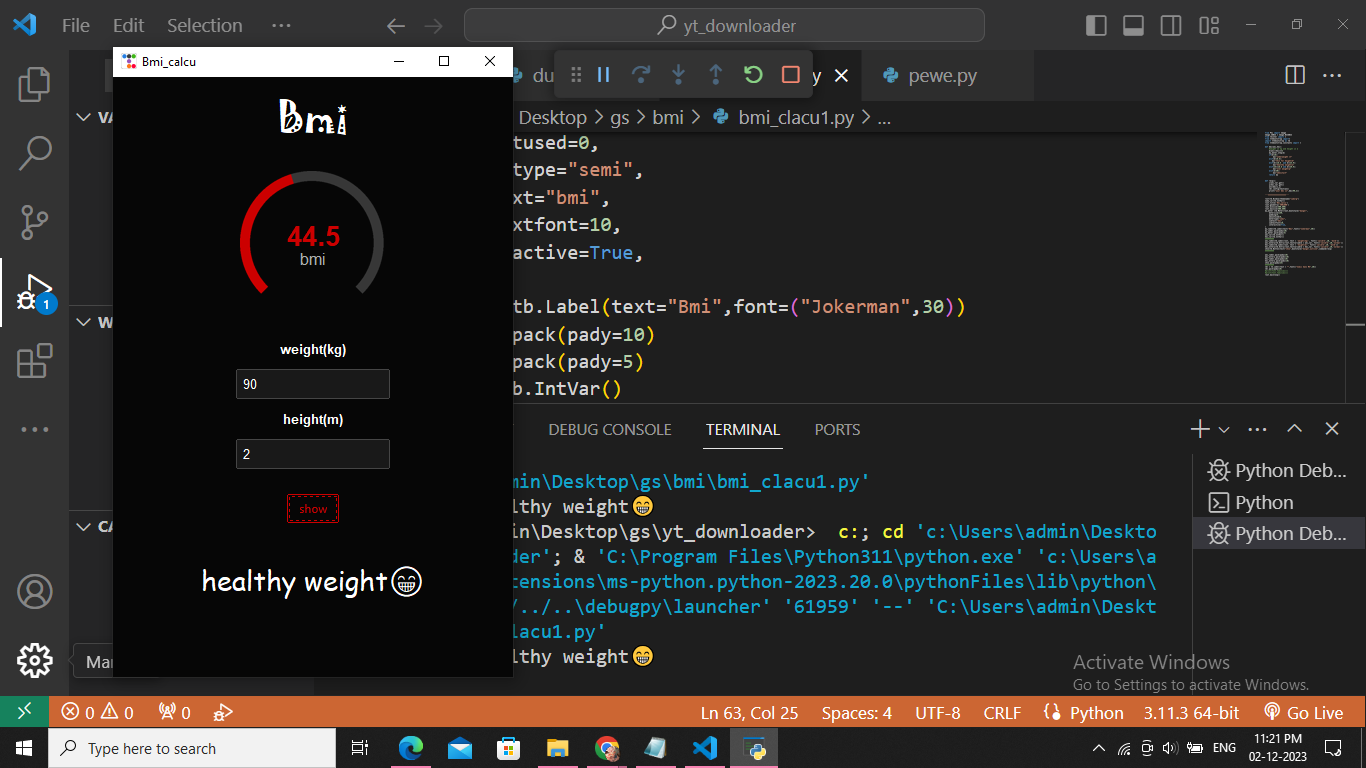 File Edit Selection ···
yt_downloader
Bmi_calcu
Bmi
44.5
bmi
weight(kg)
90
height(m)
2
show
healthy weight😁
VA
W
CA
1
Mar
du
y
pewe.py
Desktop > gs > bmi > bmi_clacu1.py > ...
tused=0,
type="semi",
xt="bmi",
xtfont=10,
active=True,
tb.Label(text="Bmi",font=("Jokerman",30))
pack(pady=10)
pack(pady=5)
b.IntVar()
DEBUG CONSOLE TERMINAL PORTS
min\Desktop\gs\bmi\bmi_clacu1.py'
lthy weight😁
in\Desktop\gs\yt_downloader> c:; cd 'c:\Users\admin\Deskto
der'; & 'C:\Program Files\Python311\python.exe' 'c:\Users\a
tensions\ms-python.python-2023.20.0\pythonFiles\lib\python\
/../..\debugpy\launcher' '61959' '--' 'C:\Users\admin\Deskt
lacu1.py'
lthy weight😁
Python Deb...
Python
Python Deb...
Activate Windows
Go to Settings to activate Windows.
0 0 0
Ln 63, Col 25 Spaces: 4 UTF-8 CRLF Python 3.11.3 64-bit Go Live
Type here to search
ENG
11:21 PM
02-12-2023